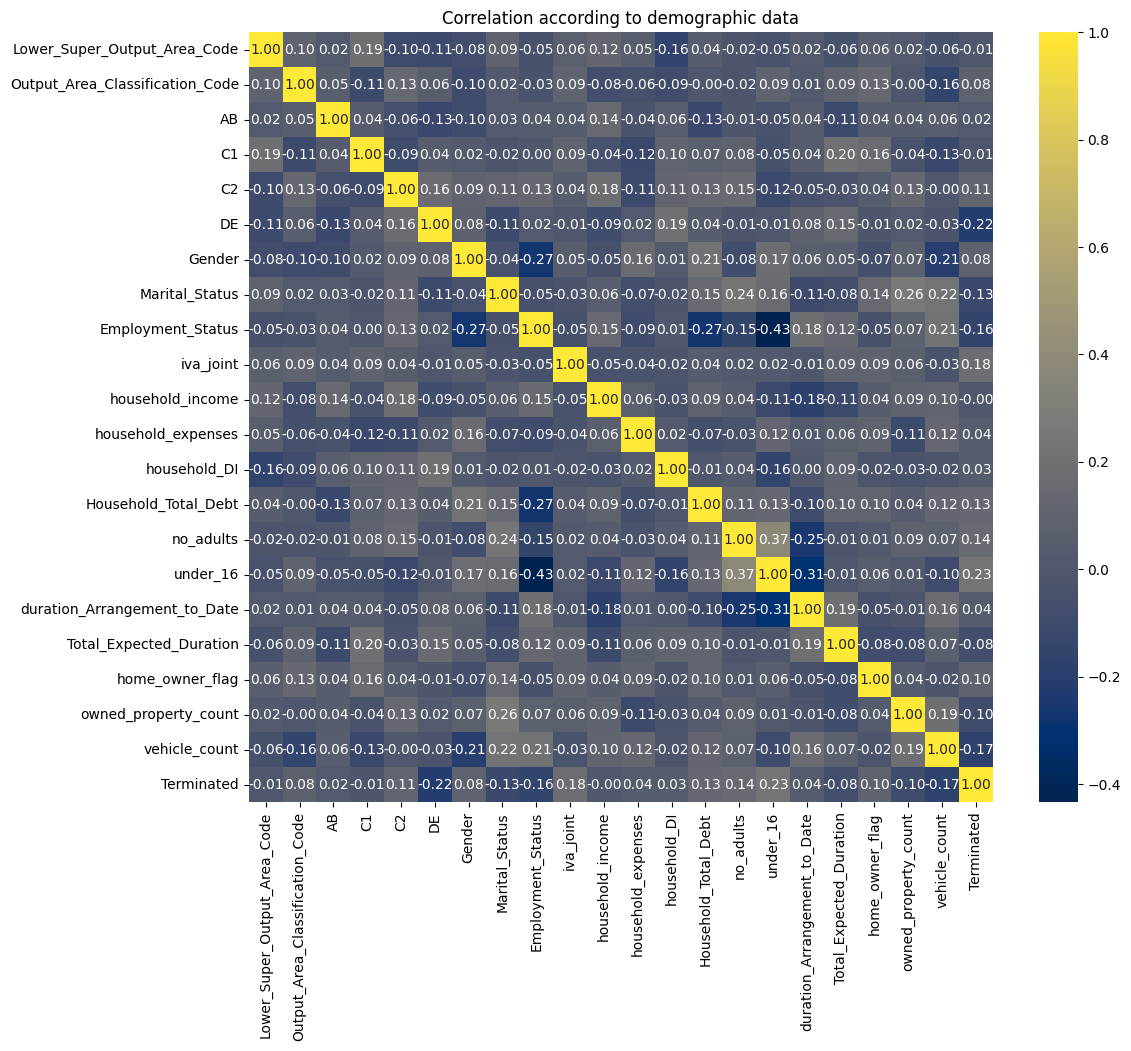 Correlation according to demographic data
Lower_Super_Output_Area_Code 1.00 0.10 0.02 0.19 -0.10 -0.11 -0.08 0.09 -0.05 0.06 0.12 0.05 -0.16 0.04 -0.02 -0.05 0.02 -0.06 0.06 0.02 -0.06 -0.01
Output_Area_Classification_Code 0.10 1.00 0.05 -0.11 0.13 0.06 -0.10 0.02 -0.03 0.09 -0.08 -0.06 -0.09 -0.00 -0.02 0.09 0.01 0.09 0.13 -0.00 -0.16 0.08
AB 0.02 0.05 1.00 0.04 -0.06 -0.13 -0.10 0.03 0.04 0.04 0.14 -0.04 0.06 -0.13 -0.01 -0.05 0.04 -0.11 0.04 0.04 0.06 0.02
C1 0.19 -0.11 0.04 1.00 -0.09 0.04 0.02 -0.02 0.00 0.09 -0.04 -0.12 0.10 0.07 0.08 -0.05 0.04 0.20 0.16 -0.04 -0.13 -0.01
C2 -0.10 0.13 -0.06 -0.09 1.00 0.16 0.09 0.11 0.13 0.04 0.18 -0.11 0.11 0.13 0.15 -0.12 -0.05 -0.03 0.04 0.13 -0.00 0.11
DE -0.11 0.06 -0.13 0.04 0.16 1.00 0.08 -0.11 0.02 -0.01 -0.09 0.02 0.19 0.04 -0.01 -0.01 0.08 0.15 -0.01 0.02 -0.03 -0.22
Gender -0.08 -0.10 -0.10 0.02 0.09 0.08 1.00 -0.04 -0.27 0.05 -0.05 0.16 0.01 0.21 -0.08 0.17 0.06 0.05 -0.07 0.07 -0.21 0.08
Marital_Status 0.09 0.02 0.03 -0.02 0.11 -0.11 -0.04 1.00 -0.05 -0.03 0.06 -0.07 -0.02 0.15 0.24 0.16 -0.11 -0.08 0.14 0.26 0.22 -0.13
Employment_Status -0.05 -0.03 0.04 0.00 0.13 0.02 -0.27 -0.05 1.00 -0.05 0.15 -0.09 0.01 -0.27 -0.15 -0.43 0.18 0.12 -0.05 0.07 0.21 -0.16
iva_joint 0.06 0.09 0.04 0.09 0.04 -0.01 0.05 -0.03 -0.05 1.00 -0.05 -0.04 -0.02 0.04 0.02 0.02 -0.01 0.09 0.09 0.06 -0.03 0.18
household_income 0.12 -0.08 0.14 -0.04 0.18 -0.09 -0.05 0.06 0.15 -0.05 1.00 0.06 -0.03 0.09 0.04 -0.11 -0.18 -0.11 0.04 0.09 0.10 -0.00
household_expenses 0.05 -0.06 -0.04 -0.12 -0.11 0.02 0.16 -0.07 -0.09 -0.04 0.06 1.00 0.02 -0.07 -0.03 0.12 0.01 0.06 0.09 -0.11 0.12 0.04
household_DI -0.16 -0.09 0.06 0.10 0.11 0.19 0.01 -0.02 0.01 -0.02 -0.03 0.02 1.00 -0.01 0.04 -0.16 0.00 0.09 -0.02 -0.03 -0.02 0.03
Household_Total_Debt 0.04 -0.00 -0.13 0.07 0.13 0.04 0.21 0.15 -0.27 0.04 0.09 -0.07 -0.01 1.00 0.11 0.13 -0.10 0.10 0.10 0.04 0.12 0.13
no_adults -0.02 -0.02 -0.01 0.08 0.15 -0.01 -0.08 0.24 -0.15 0.02 0.04 -0.03 0.04 0.11 1.00 0.37 -0.25 -0.01 0.01 0.09 0.07 0.14
under_16 -0.05 0.09 -0.05 -0.05 -0.12 -0.01 0.17 0.16 -0.43 0.02 -0.11 0.12 -0.16 0.13 0.37 1.00 -0.31 -0.01 0.06 0.01 -0.10 0.23
duration_Arrangement_to_Date 0.02 0.01 0.04 0.04 -0.05 0.08 0.06 -0.11 0.18 -0.01 -0.18 0.01 0.00 -0.10 -0.25 -0.31 1.00 0.19 -0.05 -0.01 0.16 0.04
Total_Expected_Duration -0.06 0.09 -0.11 0.20 -0.03 0.15 0.05 -0.08 0.12 0.09 -0.11 0.06 0.09 0.10 -0.01 -0.01 0.19 1.00 -0.08 -0.08 0.07 -0.08
home_owner_flag 0.06 0.13 0.04 0.16 0.04 -0.01 -0.07 0.14 -0.05 0.09 0.04 0.09 -0.02 0.10 0.01 0.06 -0.05 -0.08 1.00 0.04 -0.02 0.10
owned_property_count 0.02 -0.00 0.04 -0.04 0.13 0.02 0.07 0.26 0.07 0.06 0.09 -0.11 -0.03 0.04 0.09 0.01 -0.01 -0.08 0.04 1.00 0.19 -0.10
vehicle_count -0.06 -0.16 0.06 -0.13 -0.00 -0.03 -0.21 0.22 0.21 -0.03 0.10 0.12 -0.02 0.12 0.07 -0.10 0.16 0.07 -0.02 0.19 1.00 -0.17
Terminated -0.01 0.08 0.02 -0.01 0.11 -0.22 0.08 -0.13 -0.16 0.18 -0.00 0.04 0.03 0.13 0.14 0.23 0.04 -0.08 0.10 -0.10 -0.17 1.00
Lower_Super_Output_Area_Code
Output_Area_Classification_Code
AB
C1
C2
DE
Gender
Marital_Status
Employment_Status
iva_joint
household_income
household_expenses
household_DI
Household_Total_Debt
no_adults
under_16
duration_Arrangement_to_Date
Total_Expected_Duration
home_owner_flag
owned_property_count
vehicle_count
Terminated
1.0
0.8
0.6
0.4
0.2
0.0
−0.2
−0.4